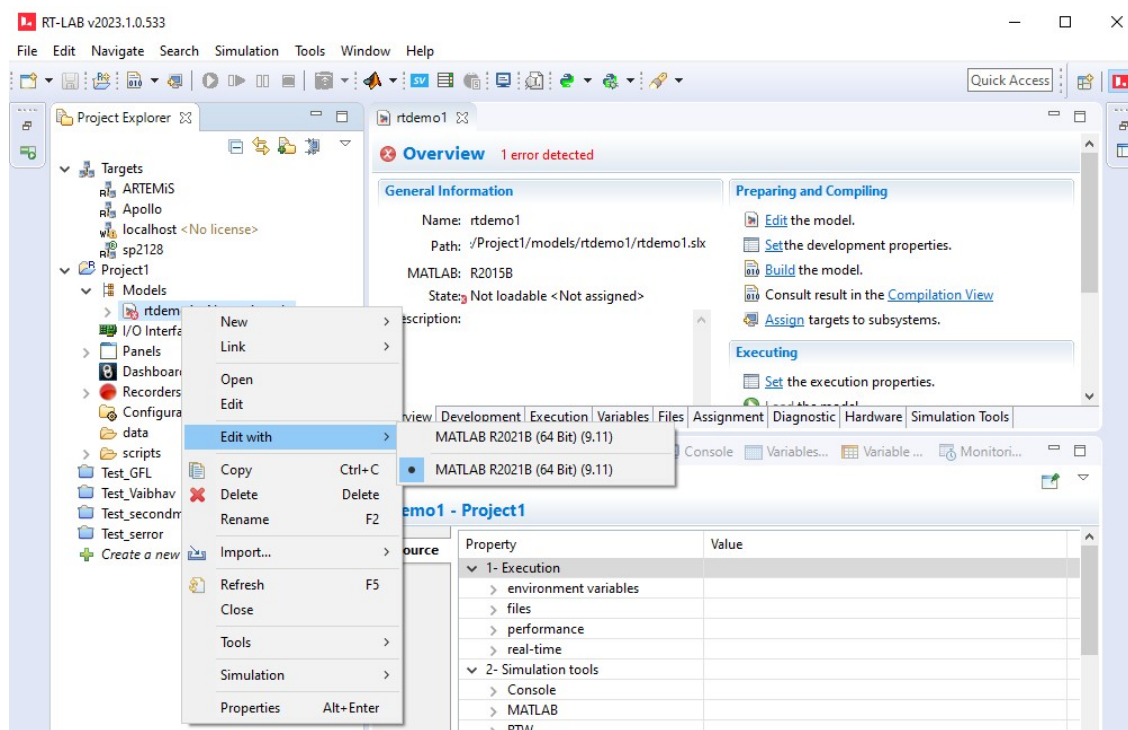 RT-LAB v2023.1.0.533
File Edit Navigate Search Simulation Tools Window Help
Quick Access
Project Explorer
Targets
ARTEMiS
Apollo
localhost <No license>
sp2128
Project1
Models
rtdem
I/O Interfa
Panels
Dashboar
Recorders
Configura
data
scripts
Test_GFL
Test_Vaibhav
Test_secondm
Test_serror
Create a new
New
Link
Open
Edit
Edit with
Copy Ctrl+C
Delete Delete
Rename F2
Import...
Refresh F5
Close
Tools
Simulation
Properties Alt+Enter
MATLAB R2021B (64 Bit) (9.11)
MATLAB R2021B (64 Bit) (9.11)
rtdemo1
Overview 1 error detected
General Information
Name: rtdemo1
Path: :/Project1/models/rtdemo1/rtdemo1.slx
MATLAB: R2015B
State: Not loadable <Not assigned>
escription:
Preparing and Compiling
Edit the model.
Setthe development properties.
Build the model.
Consult result in the Compilation View
Assign targets to subsystems.
Executing
Set the execution properties.
view Development Execution Variables Files Assignment Diagnostic Hardware Simulation Tools
Console Variables... Variable ... Monitori...
emo1 - Project1
ource
Property Value
1- Execution
environment variables
files
performance
real-time
2- Simulation tools
Console
MATLAB
RTW